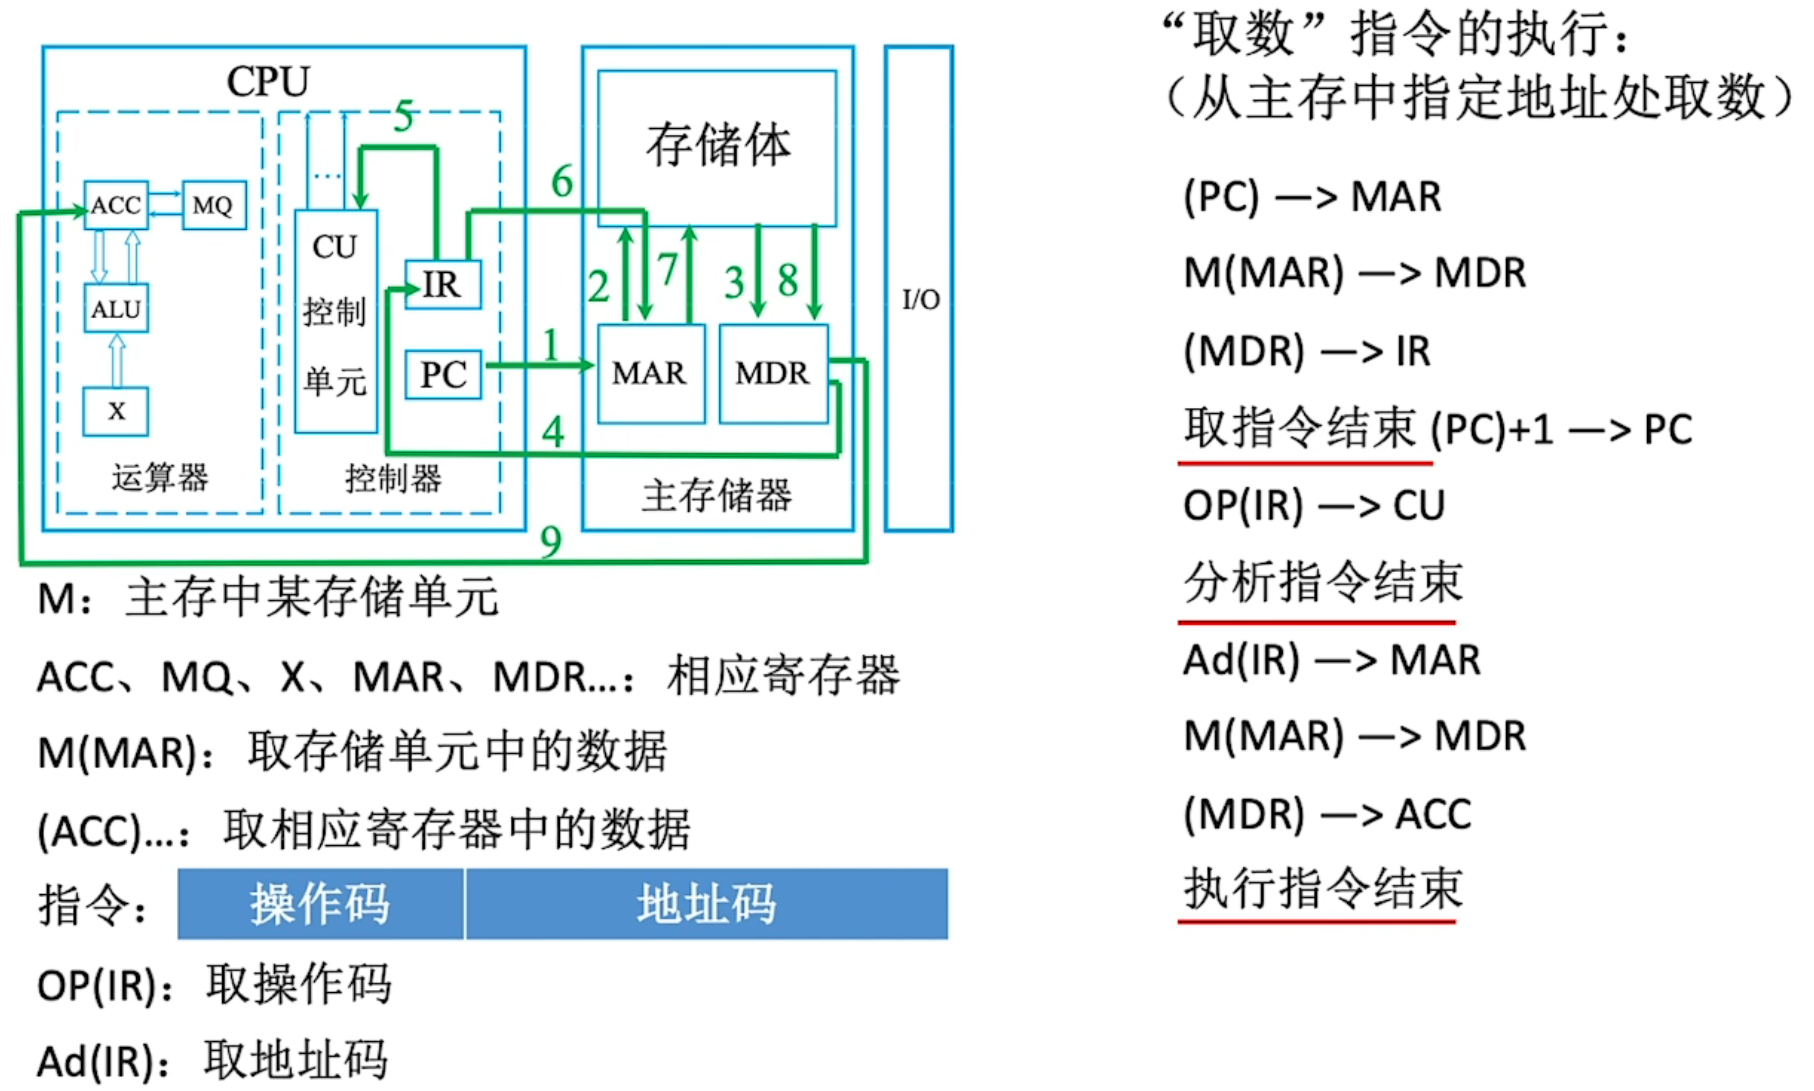 CPU
5
ACC
MQ
ALU
X
运算器
...
CU
控制
单元
IR
PC
控制器
6
1
4
9
存储体
2
7
3
8
MAR
MDR
主存储器
I/O
M：主存中某存储单元
ACC、MQ、X、MAR、MDR...：相应寄存器
M(MAR)：取存储单元中的数据
(ACC)...：取相应寄存器中的数据
指令： 操作码 地址码
OP(IR)：取操作码
Ad(IR)：取地址码
“取数”指令的执行：
（从主存中指定地址处取数）
(PC) —> MAR
M(MAR) —> MDR
(MDR) —> IR
取指令结束 (PC)+1 —> PC
OP(IR) —> CU
分析指令结束
Ad(IR) —> MAR
M(MAR) —> MDR
(MDR) —> ACC
执行指令结束